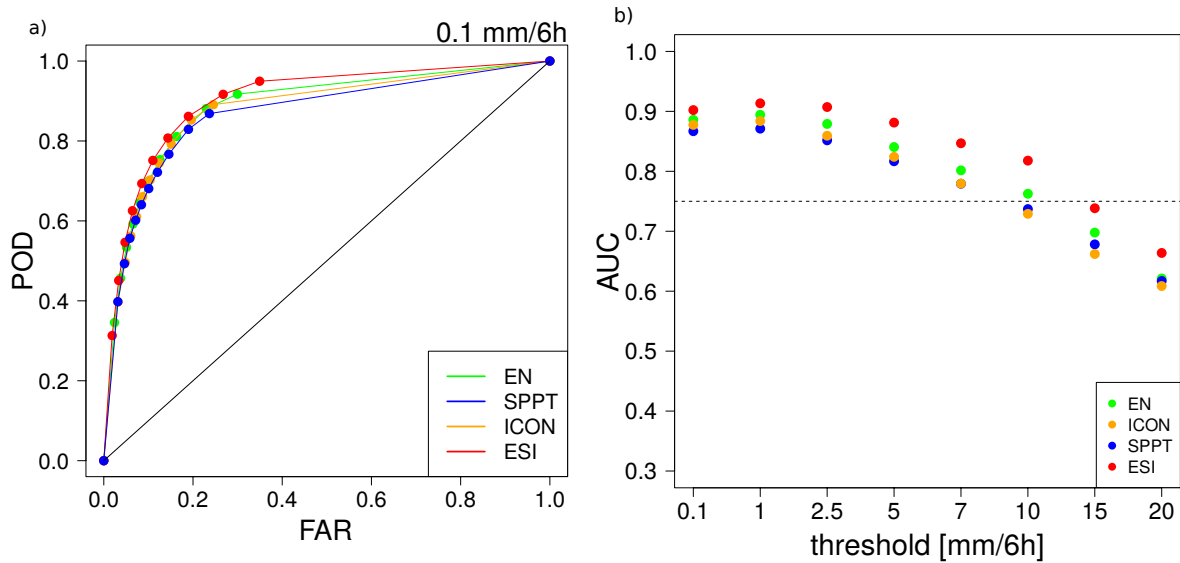 a)
0.1 mm/6h
1.0
0.8
0.6
0.4
0.2
0.0
POD
0.0 0.2 0.4 0.6 0.8 1.0
FAR
EN
SPPT
ICON
ESI
b)
1.0
0.9
0.8
0.7
0.6
0.5
0.4
0.3
AUC
0.1 1 2.5 5 7 10 15 20
threshold [mm/6h]
EN
ICON
SPPT
ESI